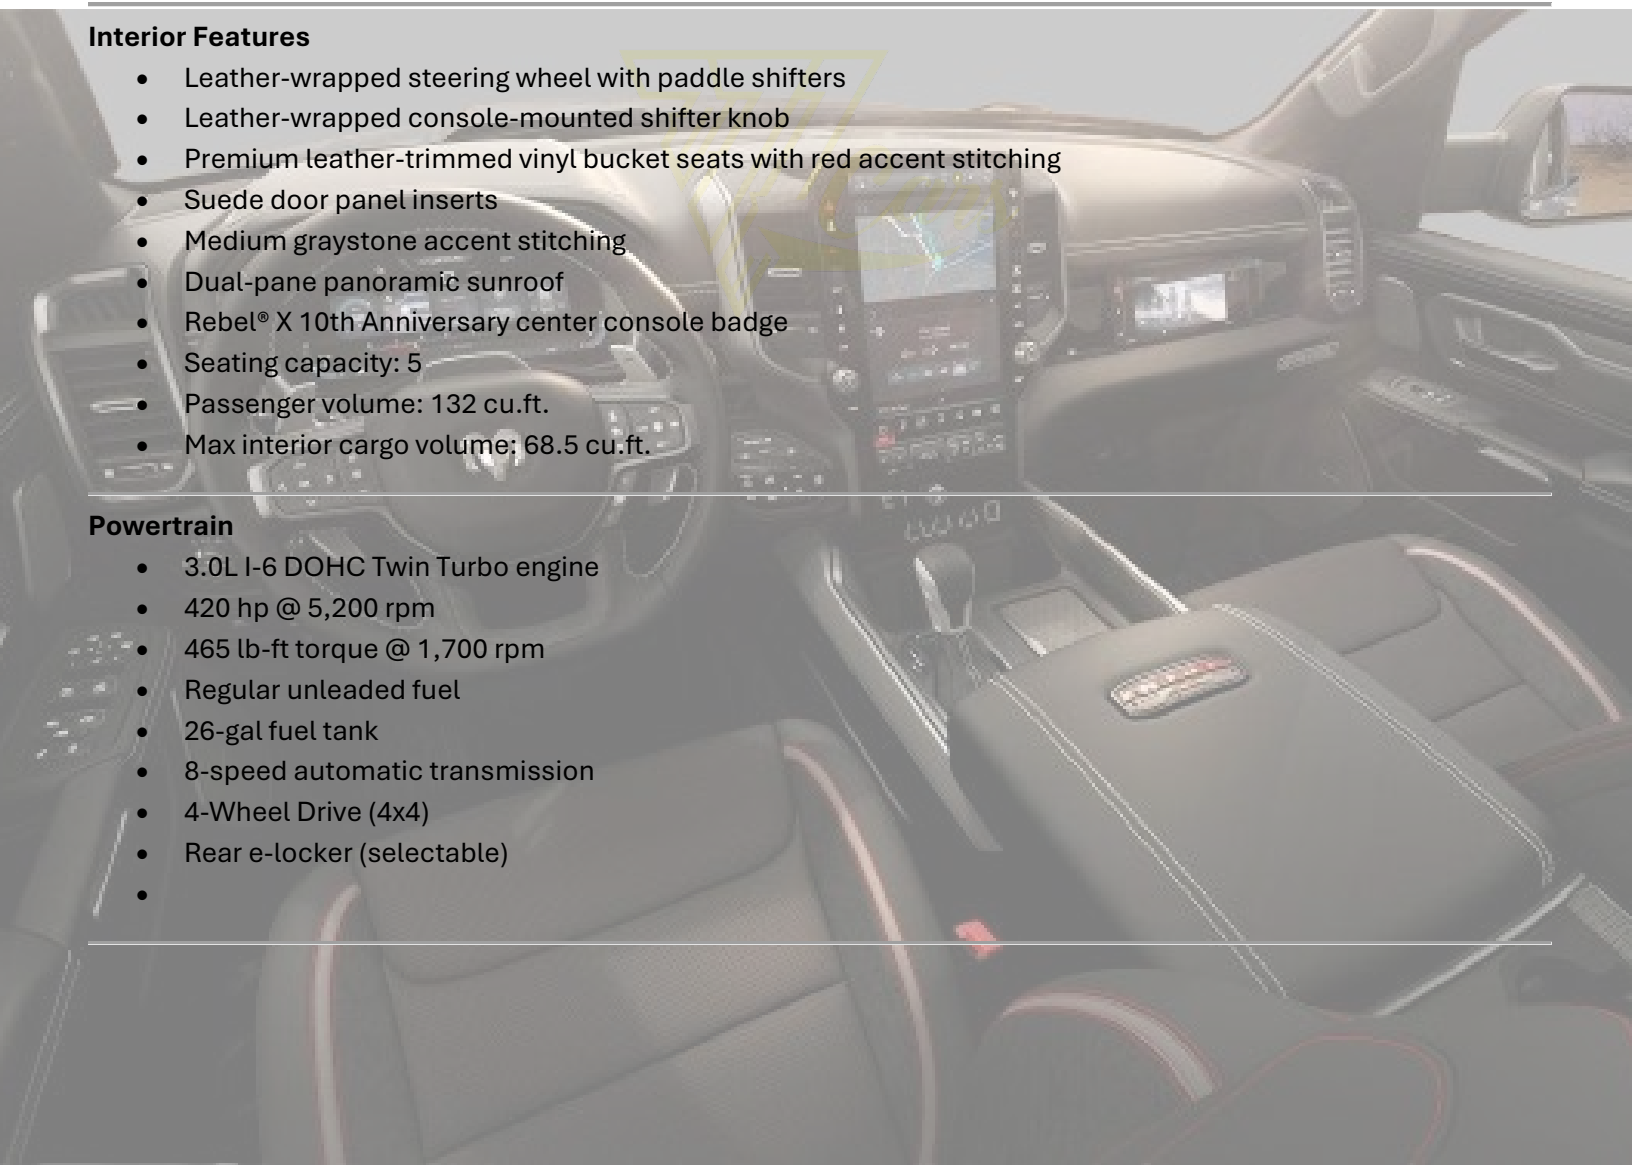 Interior Features
• Leather-wrapped steering wheel with paddle shifters
• Leather-wrapped console-mounted shifter knob
• Premium leather-trimmed vinyl bucket seats with red accent stitching
• Suede door panel inserts
• Medium graystone accent stitching
• Dual-pane panoramic sunroof
• Rebel® X 10th Anniversary center console badge
• Seating capacity: 5
• Passenger volume: 132 cu.ft.
• Max interior cargo volume: 68.5 cu.ft.
Powertrain
• 3.0L I-6 DOHC Twin Turbo engine
• 420 hp @ 5,200 rpm
• 465 lb-ft torque @ 1,700 rpm
• Regular unleaded fuel
• 26-gal fuel tank
• 8-speed automatic transmission
• 4-Wheel Drive (4x4)
• Rear e-locker (selectable)
•